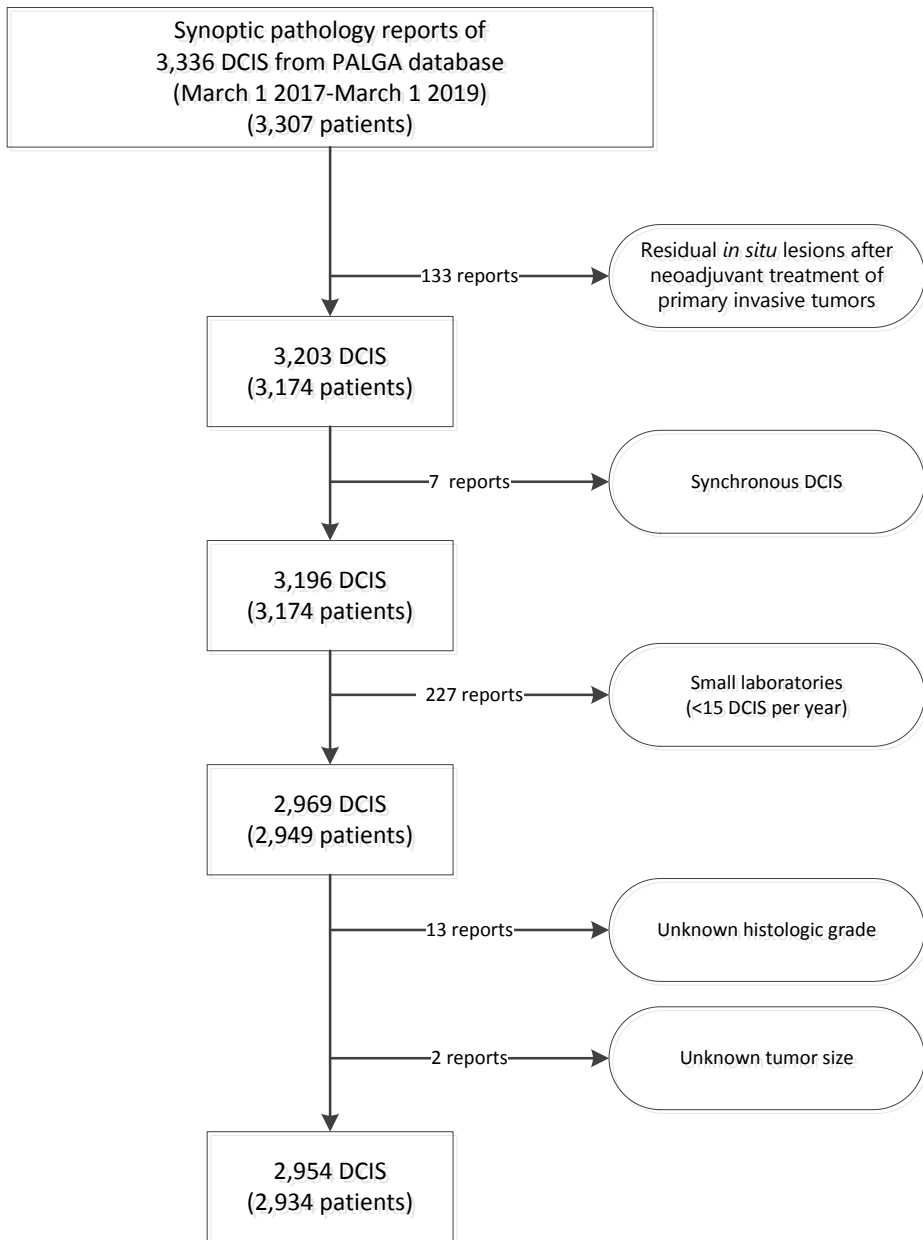 Synoptic pathology reports of
3,336 DCIS from PALGA database
(March 1 2017-March 1 2019)
(3,307 patients)
133 reports
Residual in situ lesions after
neoadjuvant treatment of
primary invasive tumors
3,203 DCIS
(3,174 patients)
7 reports
Synchronous DCIS
3,196 DCIS
(3,174 patients)
227 reports
Small laboratories
(<15 DCIS per year)
2,969 DCIS
(2,949 patients)
13 reports
Unknown histologic grade
2 reports
Unknown tumor size
2,954 DCIS
(2,934 patients)